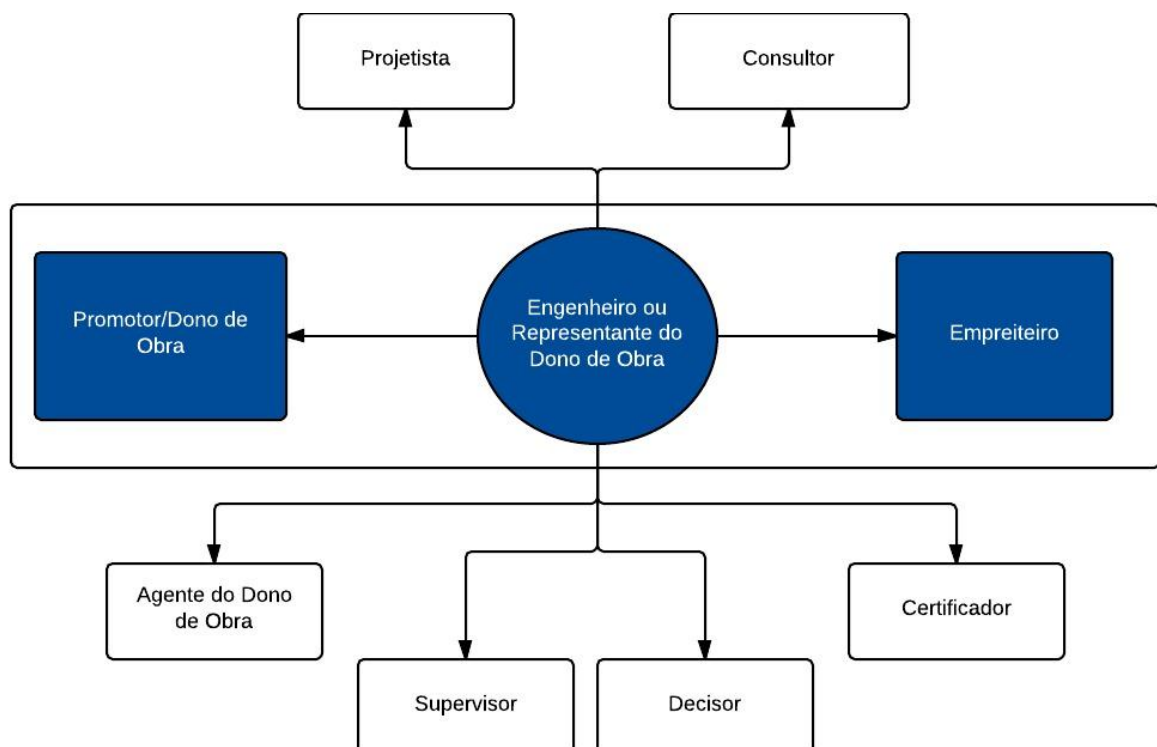 Projetista
Consultor
Promotor/Dono de
Obra
Engenheiro ou
Representante do
Dono de Obra
Empreiteiro
Agente do Dono
de Obra
Certificador
Supervisor
Decisor